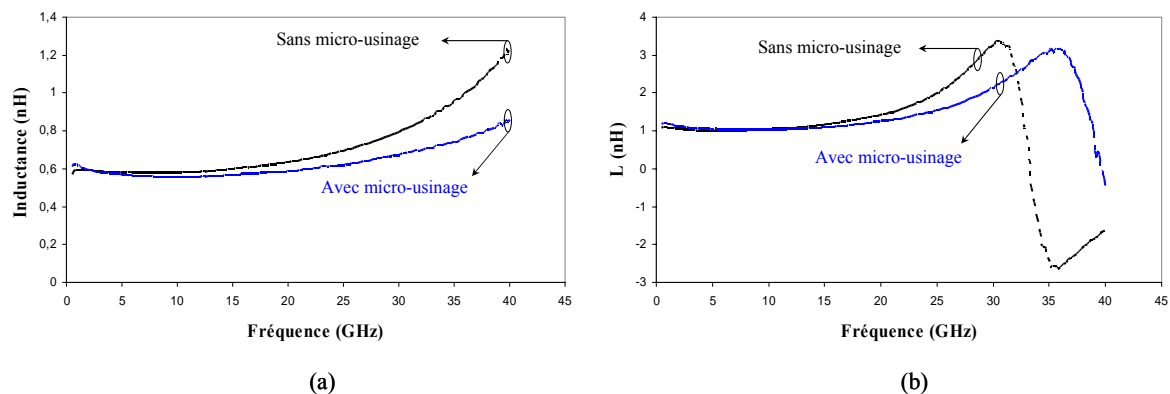 Inductance (nH)
1,4
1,2
1
0,8
0,6
0,4
0,2
0
Sans micro-usinage
Avec micro-usinage
0 5 10 15 20 25 30 35 40 45
Fréquence (GHz)
(a)
L (nH)
4
3
2
1
0
-1
-2
-3
Sans micro-usinage
Avec micro-usinage
0 5 10 15 20 25 30 35 40 45
Fréquence (GHz)
(b)